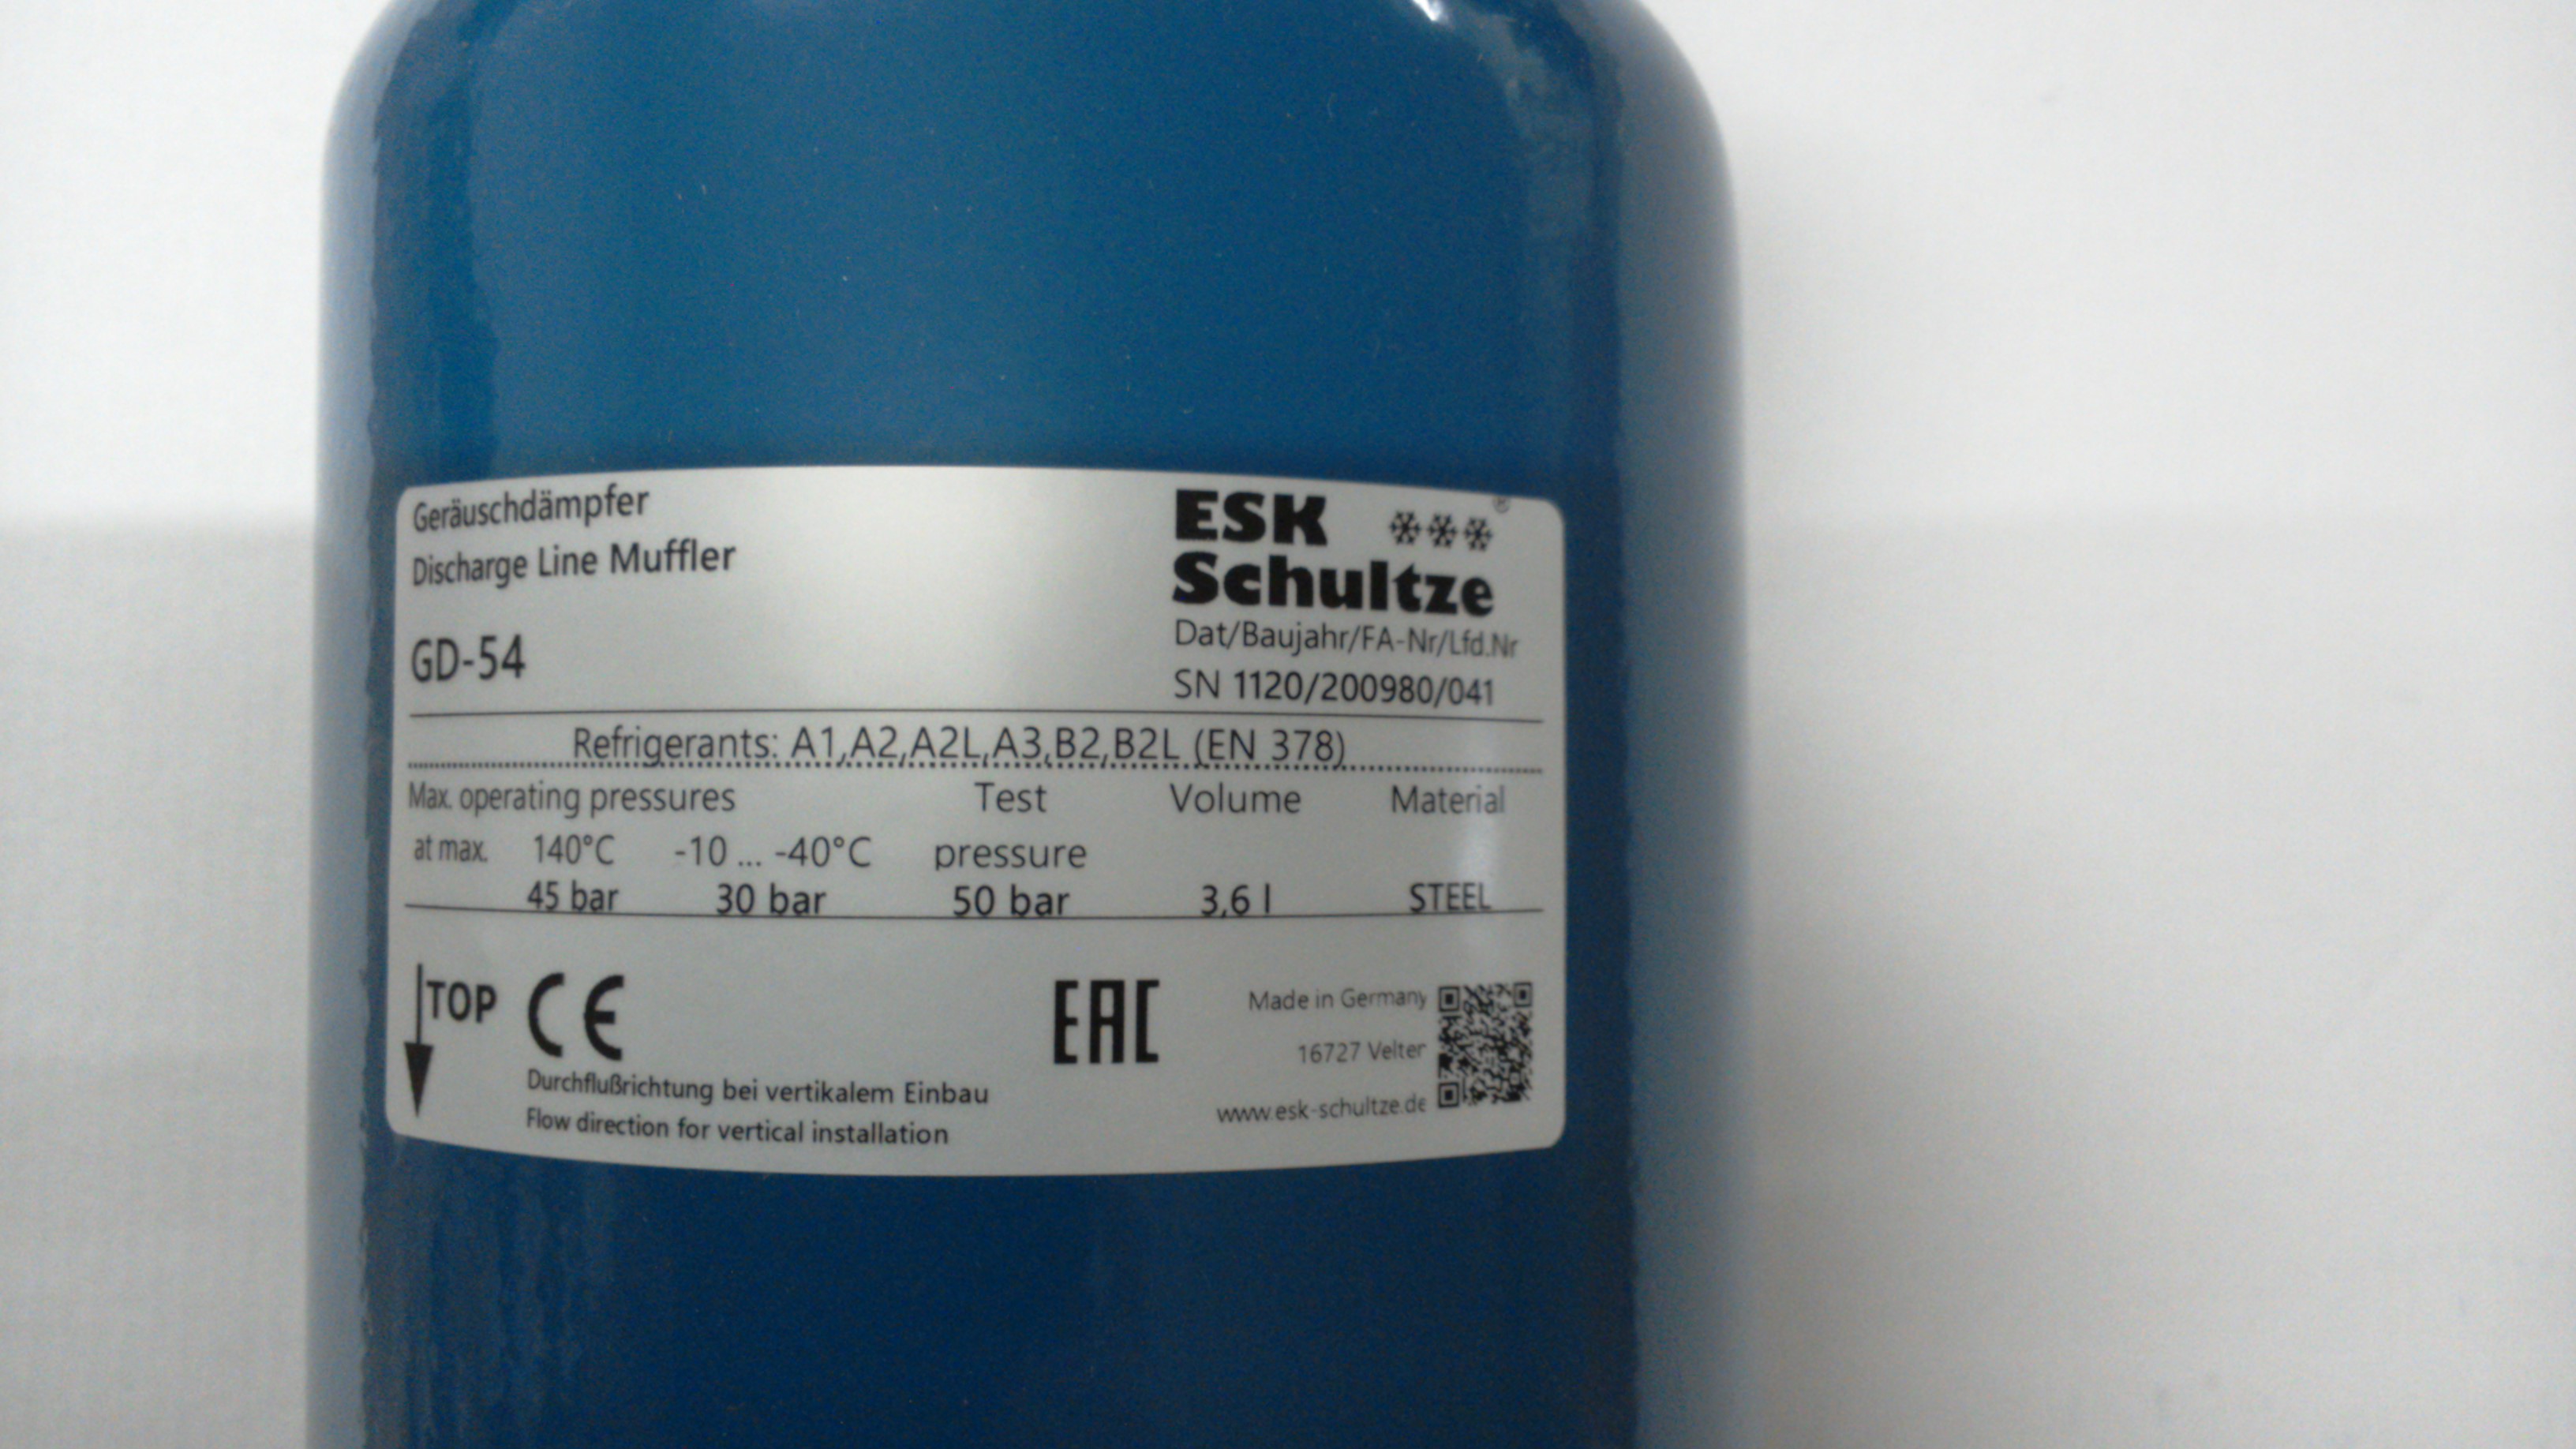 Geräuschdämpfer
Discharge Line Muffler
GD-54
ESK
®
Schultze
Dat/Baujahr/FA-Nr/Lfd.Nr
SN 1120/200980/041
Refrigerants: A1,A2,A2L,A3,B2,B2L (EN 378)
Max. operating pressures Test Volume Material
at max. 140°C -10 ... -40°C pressure
45 bar 30 bar 50 bar 3,6 l STEEL
TOP CE
Durchflußrichtung bei vertikalem Einbau
Flow direction for vertical installation
EAC
Made in Germany
16727 Velten
www.esk-schultze.de